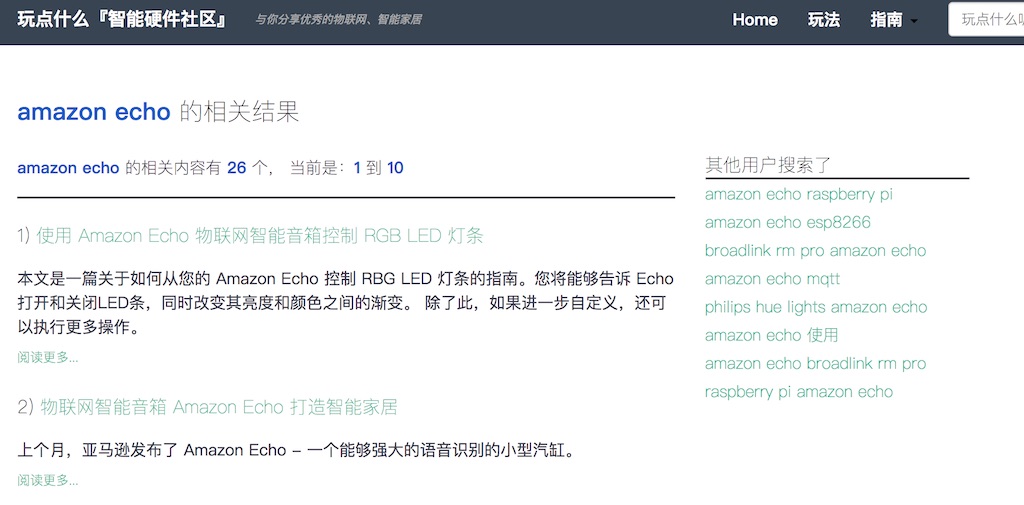 玩点什么『智能硬件社区』 与你分享优秀的物联网、智能家居 Home 玩法 指南
amazon echo 的相关结果
amazon echo 的相关内容有 26 个， 当前是：1 到 10
1) 使用 Amazon Echo 物联网智能音箱控制 RGB LED 灯条
本文是一篇关于如何从您的 Amazon Echo 控制 RBG LED 灯条的指南。您将能够告诉 Echo
打开和关闭LED条，同时改变其亮度和颜色之间的渐变。 除了此，如果进一步自定义，还可
以执行更多操作。
阅读更多...
2) 物联网智能音箱 Amazon Echo 打造智能家居
上个月，亚马逊发布了 Amazon Echo – 一个能够强大的语音识别的小型汽缸。
阅读更多...
玩点什么
其他用户搜索了
amazon echo raspberry pi
amazon echo esp8266
broadlink rm pro amazon echo
amazon echo mqtt
philips hue lights amazon echo
amazon echo 使用
amazon echo broadlink rm pro
raspberry pi amazon echo